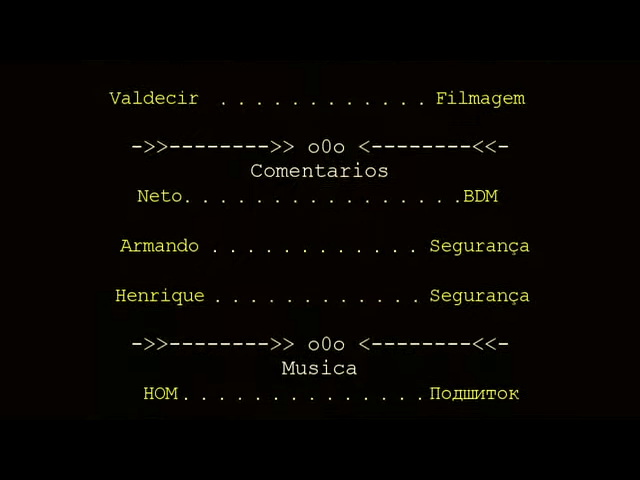 Valdecir . . . . . . . . . . . . Filmagem
->>-------->> o0o <--------<<-
Comentarios
Neto. . . . . . . . . . . . . . . .BDM
Armando . . . . . . . . . . . . Segurança
Henrique . . . . . . . . . . . . Segurança
->>-------->> o0o <--------<<-
Musica
HOM. . . . . . . . . . . . . . Подшиток